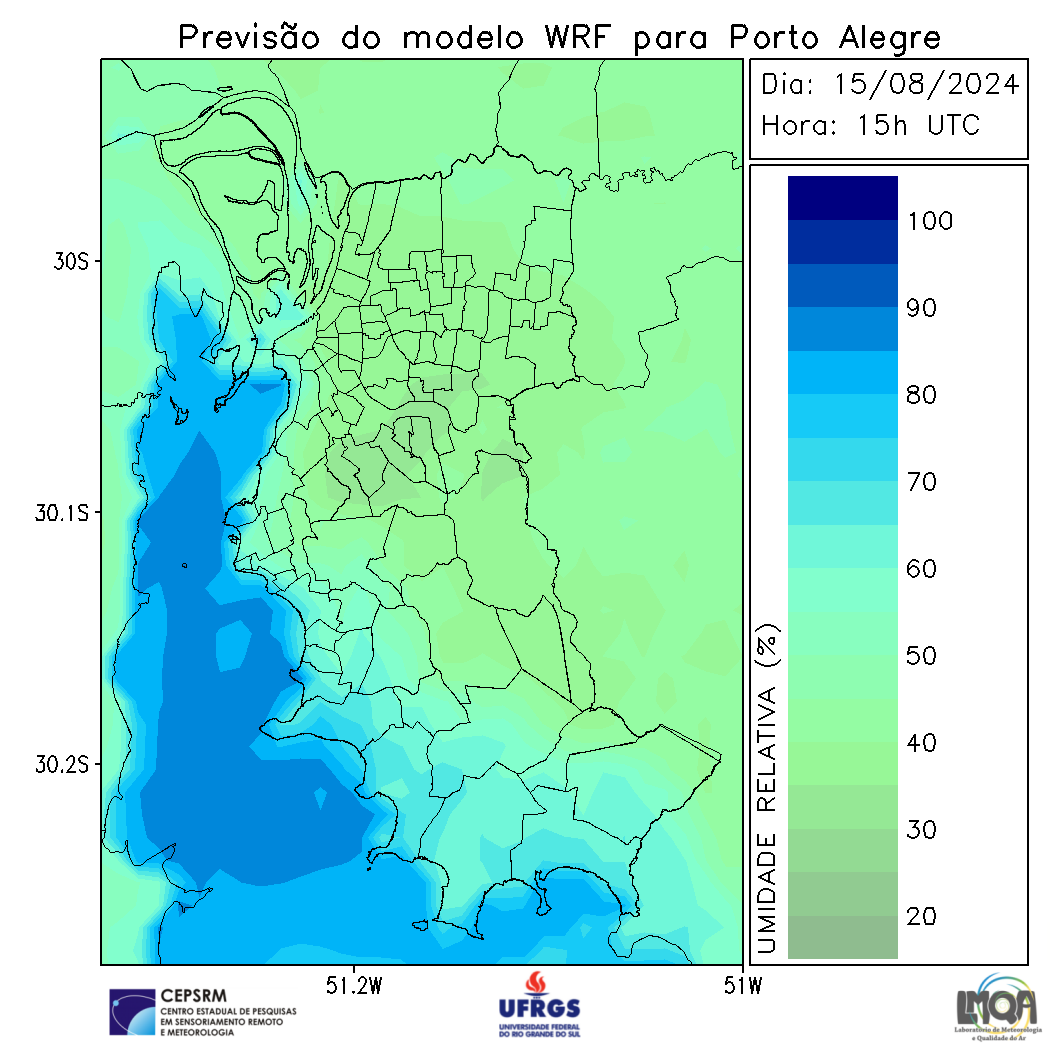 Previsão do modelo WRF para Porto Alegre
Dia: 15/08/2024
Hora: 15h UTC
30S
30.1S
30.2S
51.2W
51W
100
90
80
70
60
50
40
30
20
UMIDADE RELATIVA (%)
CEPSRM
CENTRO ESTADUAL DE PESQUISAS
EM SENSORIAMENTO REMOTO
E METEOROLOGIA
UFRGS
UNIVERSIDADE FEDERAL
DO RIO GRANDE DO SUL
LMQA
Laboratório de Meteorologia
e Qualidade do Ar